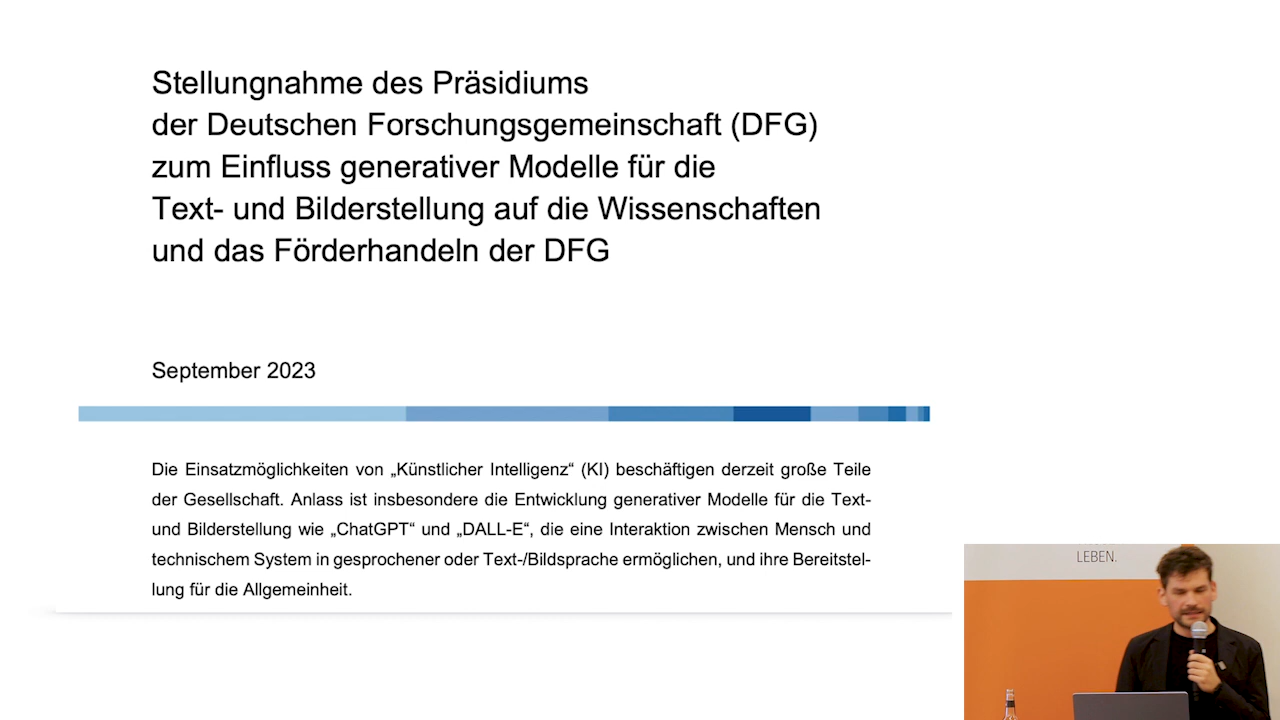 Stellungnahme des Präsidiums
der Deutschen Forschungsgemeinschaft (DFG)
zum Einfluss generativer Modelle für die
Text- und Bilderstellung auf die Wissenschaften
und das Förderhandeln der DFG
September 2023
Die Einsatzmöglichkeiten von „Künstlicher Intelligenz“ (KI) beschäftigen derzeit große Teile
der Gesellschaft. Anlass ist insbesondere die Entwicklung generativer Modelle für die Text-
und Bilderstellung wie „ChatGPT“ und „DALL-E“, die eine Interaktion zwischen Mensch und
technischem System in gesprochener oder Text-/Bildsprache ermöglichen, und ihre Bereitstel-
lung für die Allgemeinheit.
LEBEN.